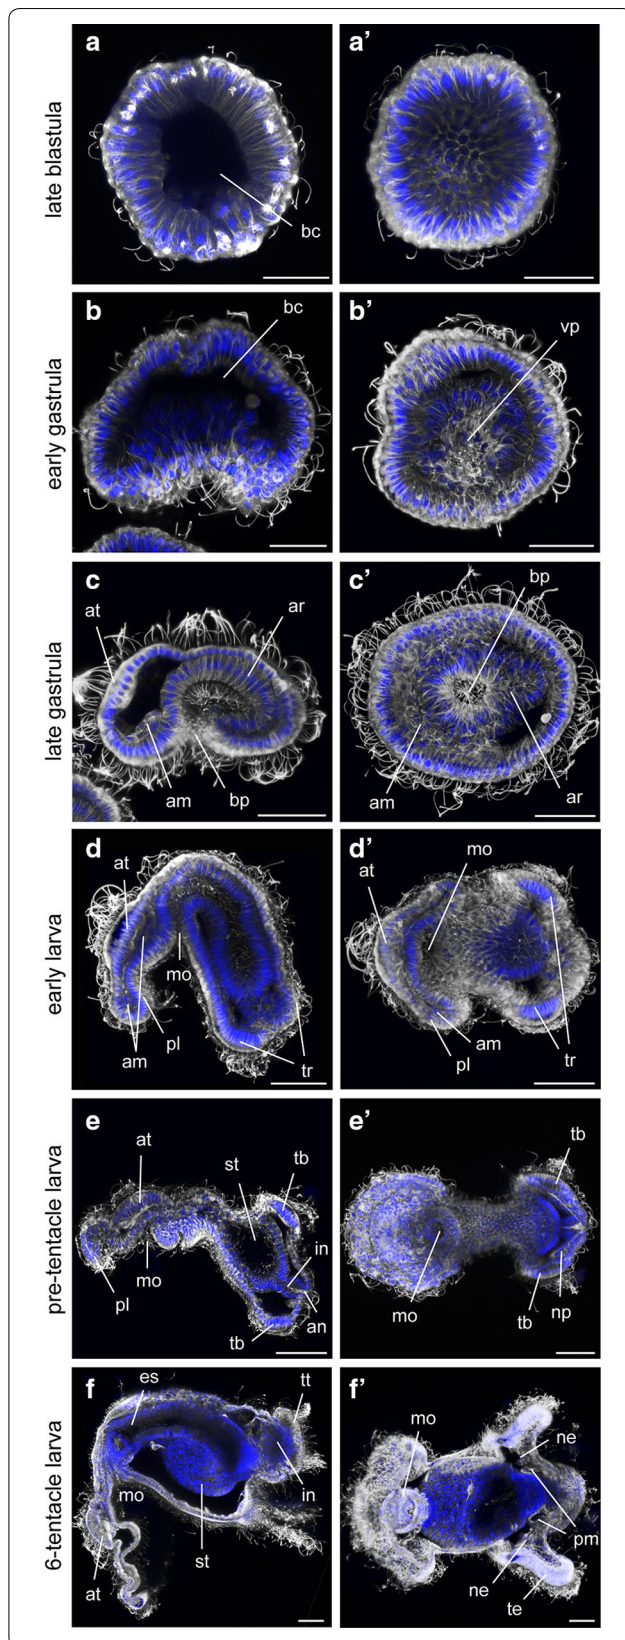 late blastula
a
bc
a’
early gastrula
b
bc
b’
vp
late gastrula
c
at
ar
am
bp
c’
bp
am
ar
early larva
d
at
mo
am
pl
tr
d’
at
mo
pl
am
tr
pre-tentacle larva
e
at
st
tb
in
pl
mo
tb
an
e’
tb
mo
tb
np
6-tentacle larva
f
es
tt
mo
in
st
at
f’
mo
ne
pm
ne
te